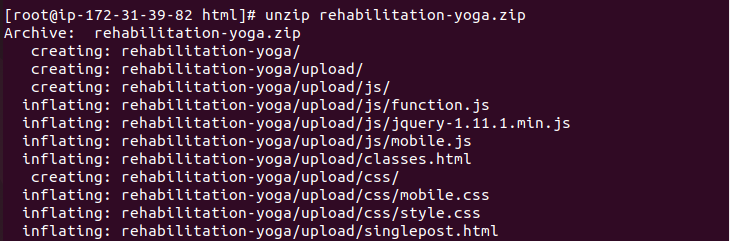 [root@ip-172-31-39-82 html]# unzip rehabilitation-yoga.zip
Archive:  rehabilitation-yoga.zip
   creating: rehabilitation-yoga/
   creating: rehabilitation-yoga/upload/
   creating: rehabilitation-yoga/upload/js/
  inflating: rehabilitation-yoga/upload/js/function.js
  inflating: rehabilitation-yoga/upload/js/jquery-1.11.1.min.js
  inflating: rehabilitation-yoga/upload/js/mobile.js
  inflating: rehabilitation-yoga/upload/classes.html
   creating: rehabilitation-yoga/upload/css/
  inflating: rehabilitation-yoga/upload/css/mobile.css
  inflating: rehabilitation-yoga/upload/css/style.css
  inflating: rehabilitation-yoga/upload/singlepost.html